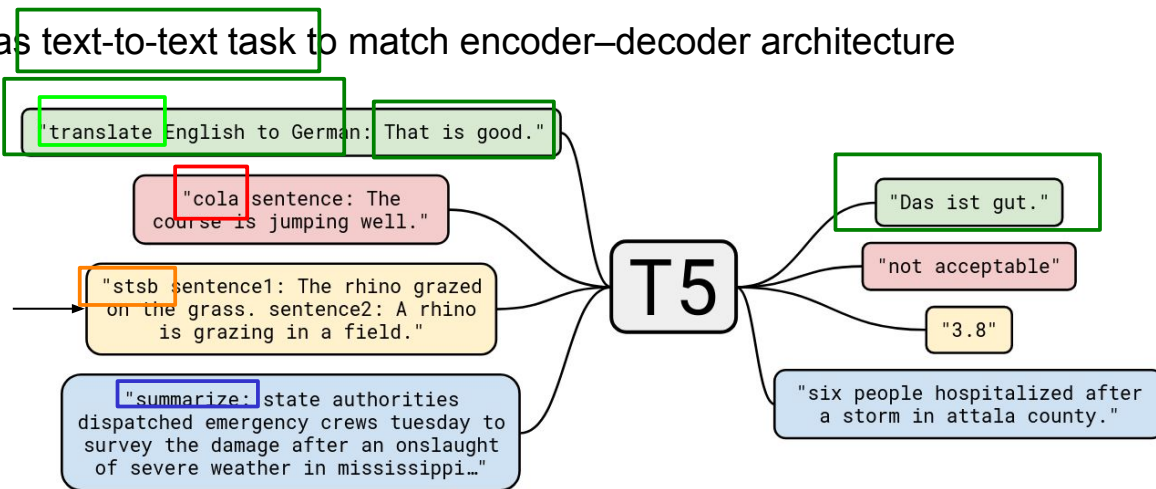 as text-to-text task to match encoder–decoder architecture
"translate English to German: That is good."
"cola sentence: The
course is jumping well."
"stsb sentence1: The rhino grazed
on the grass. sentence2: A rhino
is grazing in a field."
"summarize: state authorities
dispatched emergency crews tuesday to
survey the damage after an onslaught
of severe weather in mississippi…"
T5
"Das ist gut."
"not acceptable"
"3.8"
"six people hospitalized after
a storm in attala county."